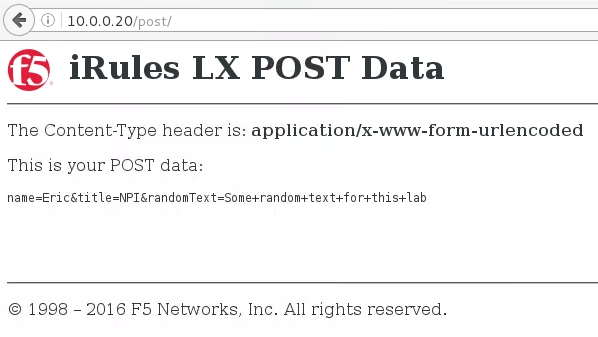 10.0.0.20/post/
f5 iRules LX POST Data
The Content-Type header is: application/x-www-form-urlencoded
This is your POST data:
name=Eric&title=NPI&randomText=Some+random+text+for+this+lab
© 1998 – 2016 F5 Networks, Inc. All rights reserved.